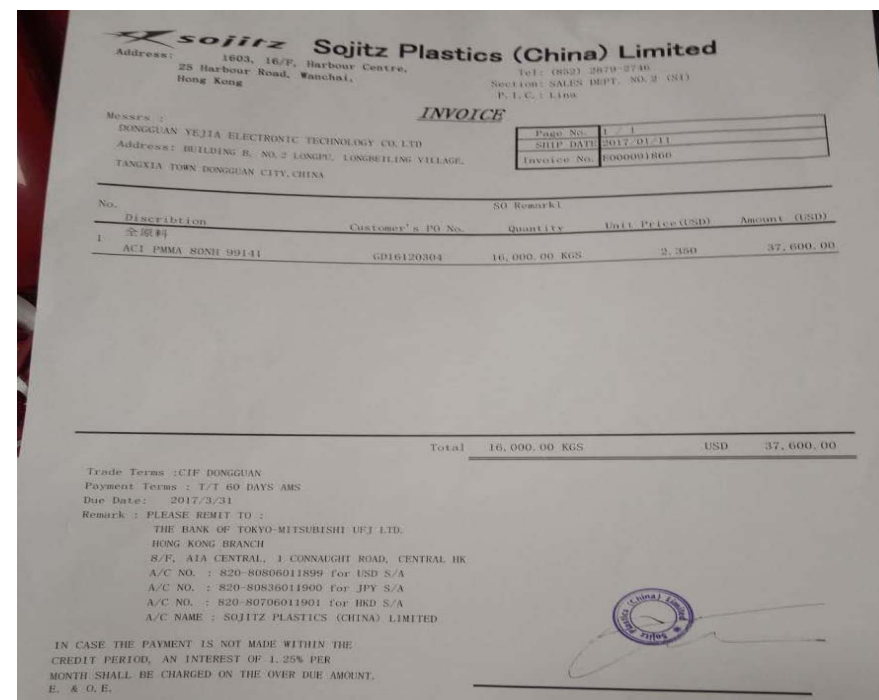 sojitz Sojitz Plastics (China) Limited
Address: 1603, 16/F, Harbour Centre,
25 Harbour Road, Wanchai,
Hong Kong
Tel: (852) 2879-2746
Section: SALES DEPT. NO.2 (S1)
P.I.C.: Lina
INVOICE
Messrs :
DONGGUAN YEJIA ELECTRONIC TECHNOLOGY CO. LTD
Address: BUILDING B, NO.2 LONGPU, LONGBEILING VILLAGE,
TANGXIA TOWN DONGGUAN CITY, CHINA
Page No. 1 / 1
SHIP DATE 2017/01/11
Invoice No. E000091860
No. SO Remark1
Discribtion Customer's PO No. Quantity Unit Price(USD) Amount (USD)
全原料
1
ACI PMMA SONH 99141 GD16120304 16,000.00 KGS 2.350 37,600.00
Total 16,000.00 KGS USD 37,600.00
Trade Terms :CIF DONGGUAN
Payment Terms : T/T 60 DAYS AMS
Due Date: 2017/3/31
Remark : PLEASE REMIT TO :
THE BANK OF TOKYO-MITSUBISHI UFJ LTD.
HONG KONG BRANCH
8/F, AIA CENTRAL, 1 CONNAUGHT ROAD, CENTRAL HK
A/C NO. : 820-80806011899 for USD S/A
A/C NO. : 820-80836011900 for JPY S/A
A/C NO. : 820-80706011901 for HKD S/A
A/C NAME : SOJITZ PLASTICS (CHINA) LIMITED
Sojitz Plastics (China) Limited
IN CASE THE PAYMENT IS NOT MADE WITHIN THE
CREDIT PERIOD, AN INTEREST OF 1.25% PER
MONTH SHALL BE CHARGED ON THE OVER DUE AMOUNT.
E. & O.E.